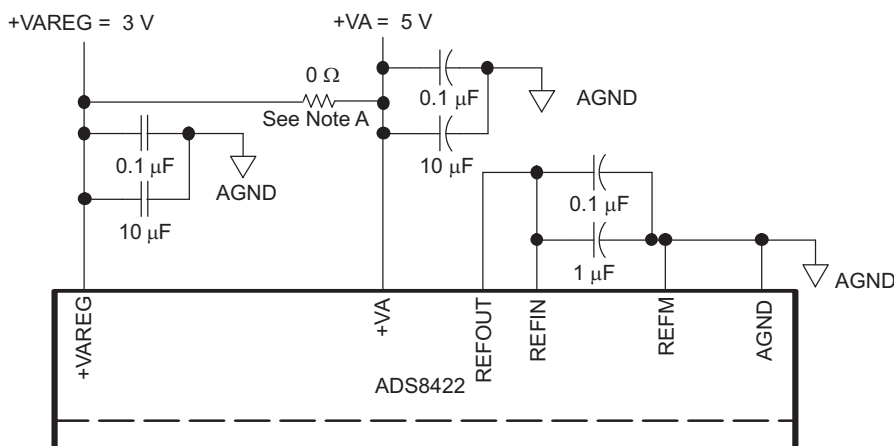 +VAREG = 3 V
+VA = 5 V
0 Ω
See Note A
0.1 μF
AGND
10 μF
0.1 μF
AGND
10 μF
0.1 μF
1 μF
AGND
+VAREG
+VA
REFOUT
REFIN
REFM
AGND
ADS8422